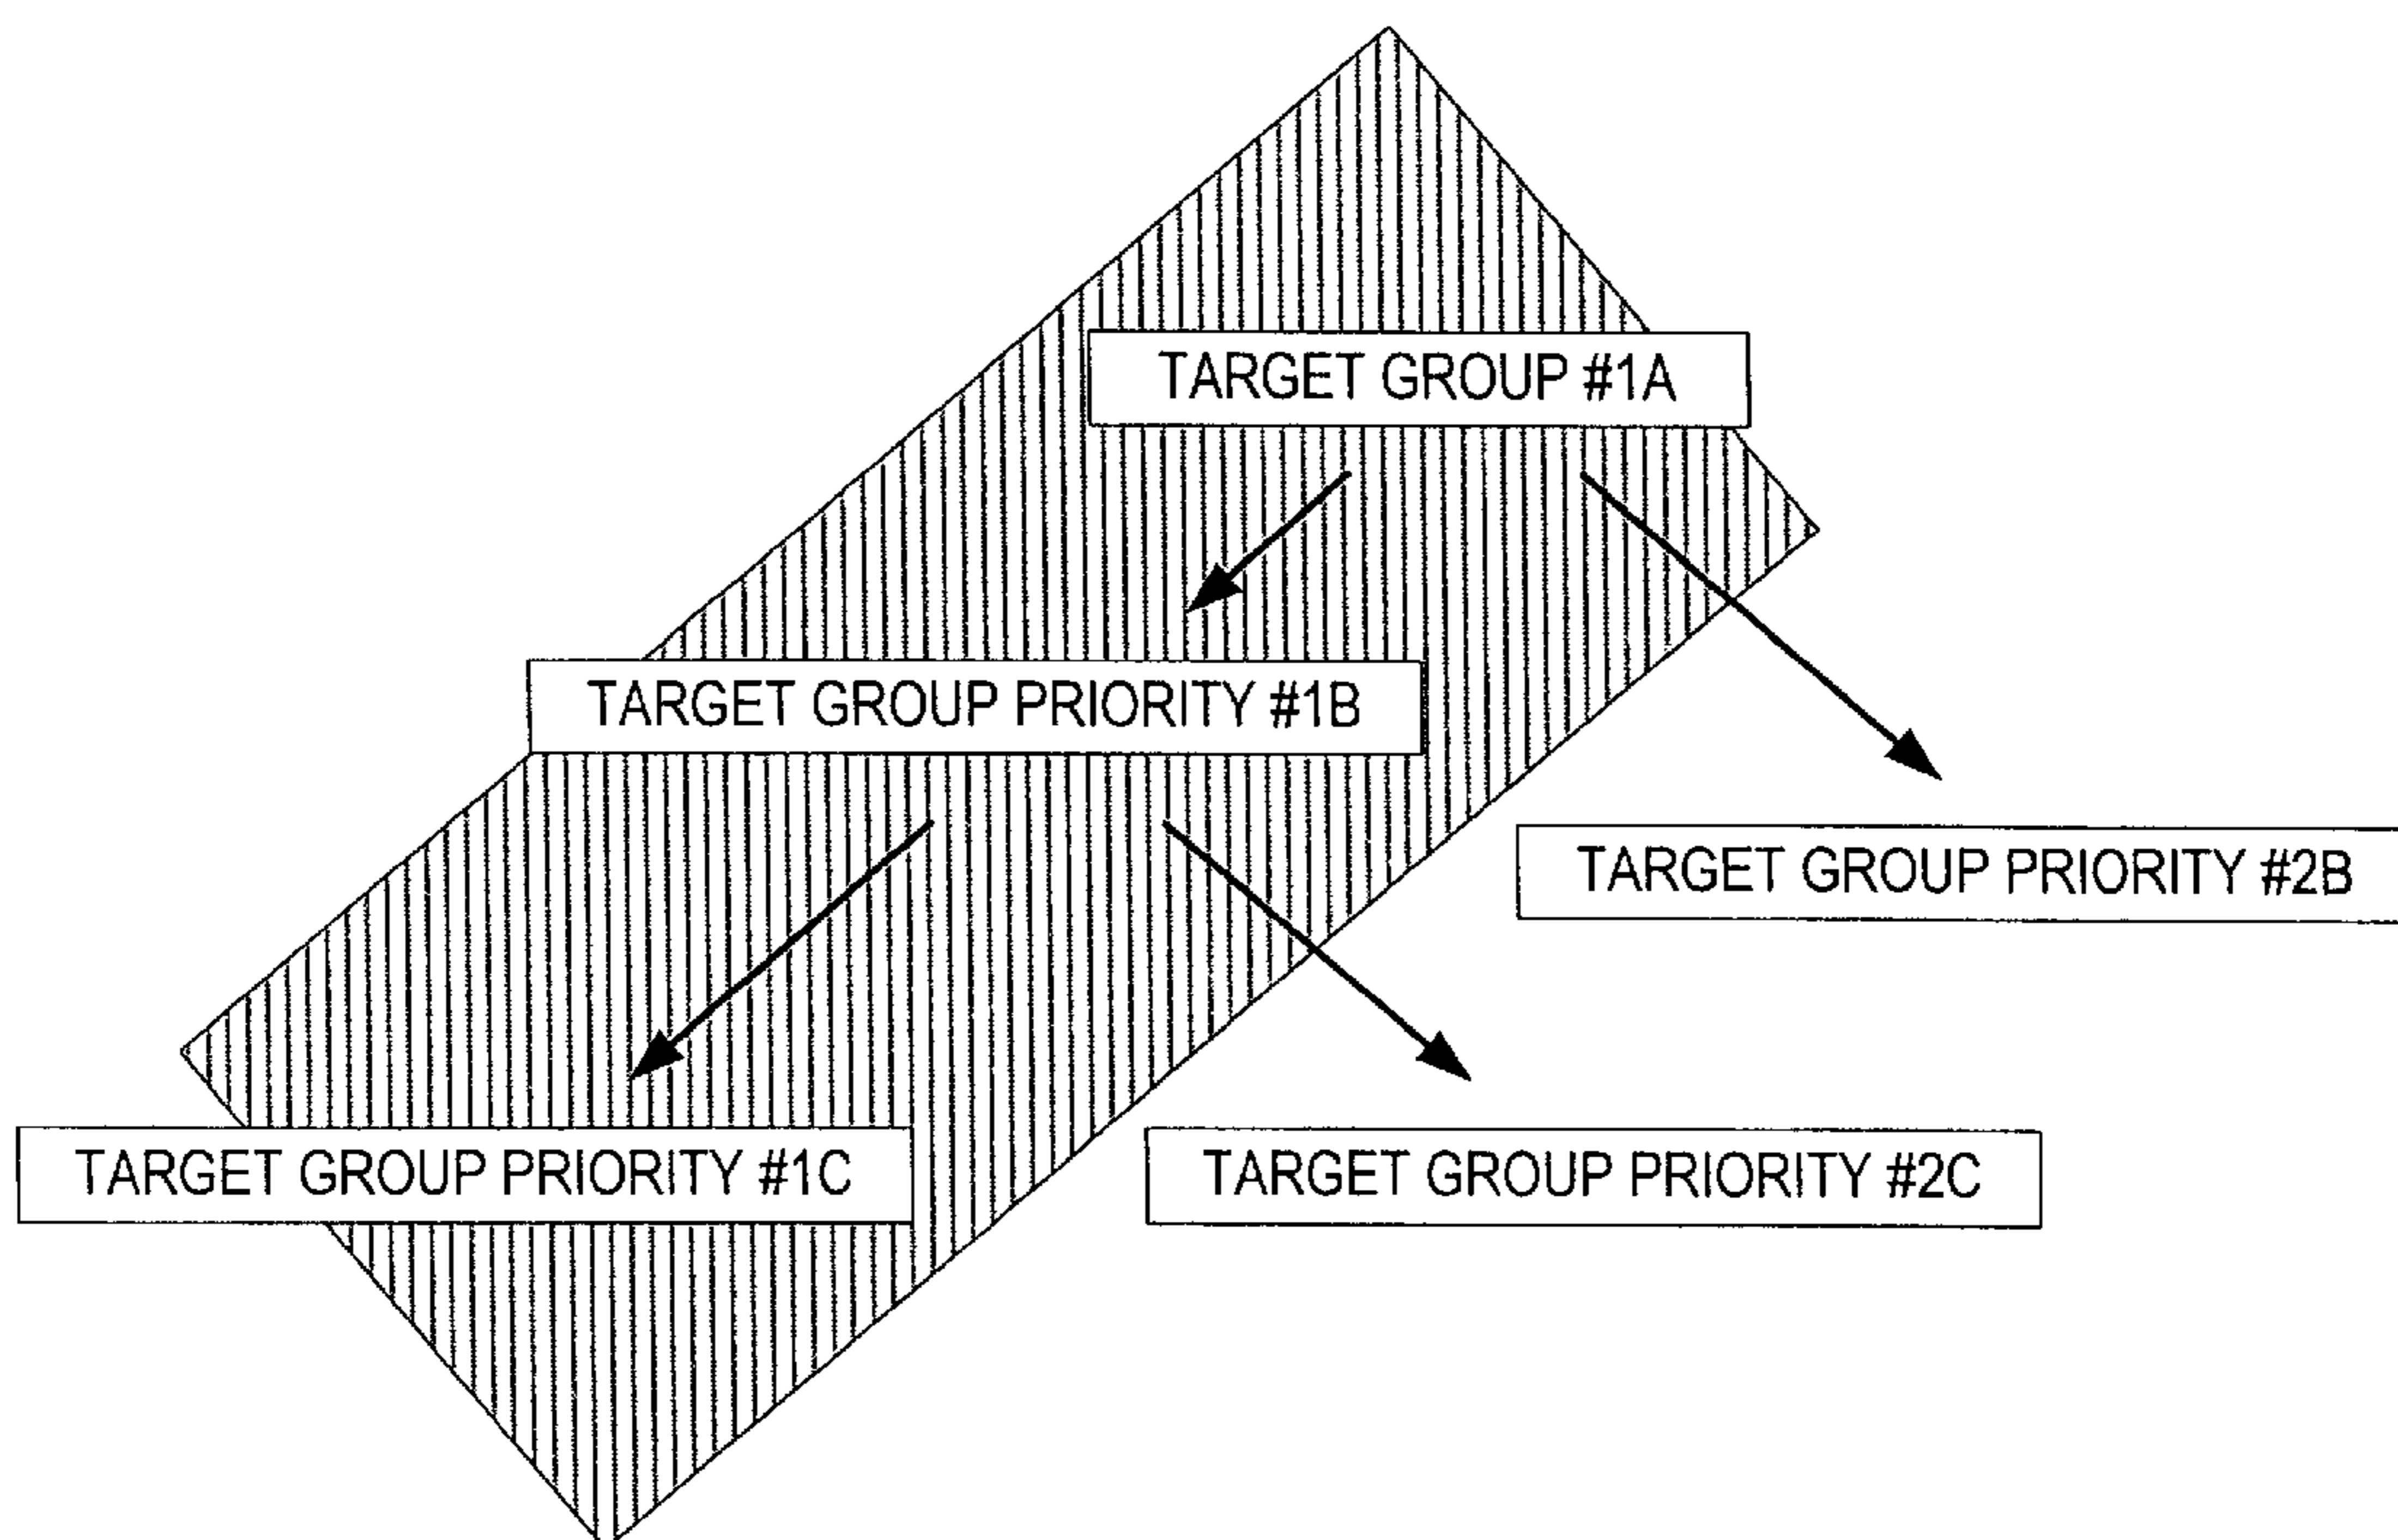 TARGET GROUP #1A
TARGET GROUP PRIORITY #1B
TARGET GROUP PRIORITY #2B
TARGET GROUP PRIORITY #1C
TARGET GROUP PRIORITY #2C